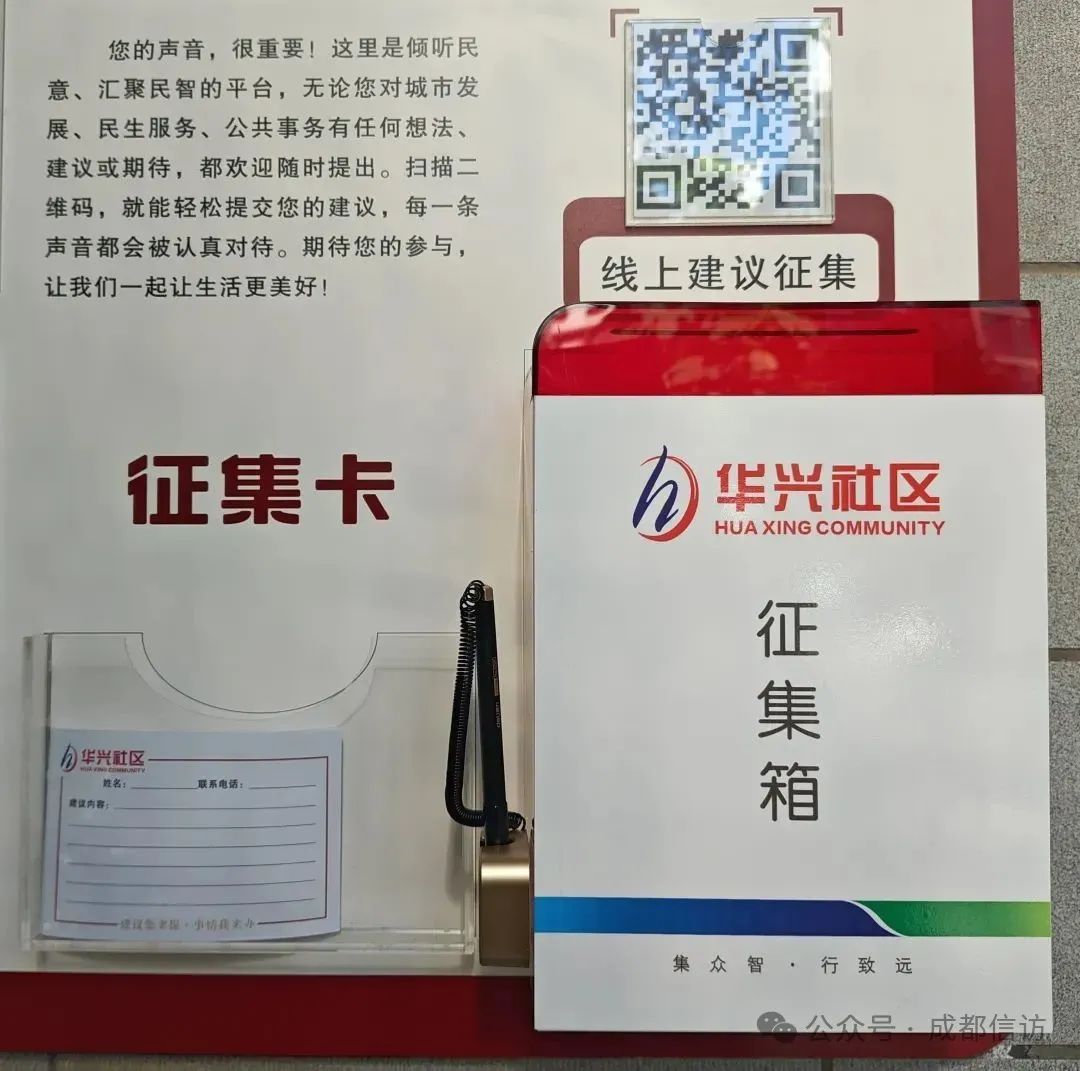 您的声音，很重要！这里是倾听民
意、汇聚民智的平台，无论您对城市发
展、民生服务、公共事务有任何想法、
建议或期待，都欢迎随时提出。扫描二
维码，就能轻松提交您的建议，每一条
声音都会被认真对待。期待您的参与，
让我们一起让生活更美好！
线上建议征集
征集卡
华兴社区
HUA XING COMMUNITY
姓名：
联系电话：
建议内容：
事情我来办
华兴社区
HUA XING COMMUNITY
征
集
箱
集众智·行致远
公众号·成都信访